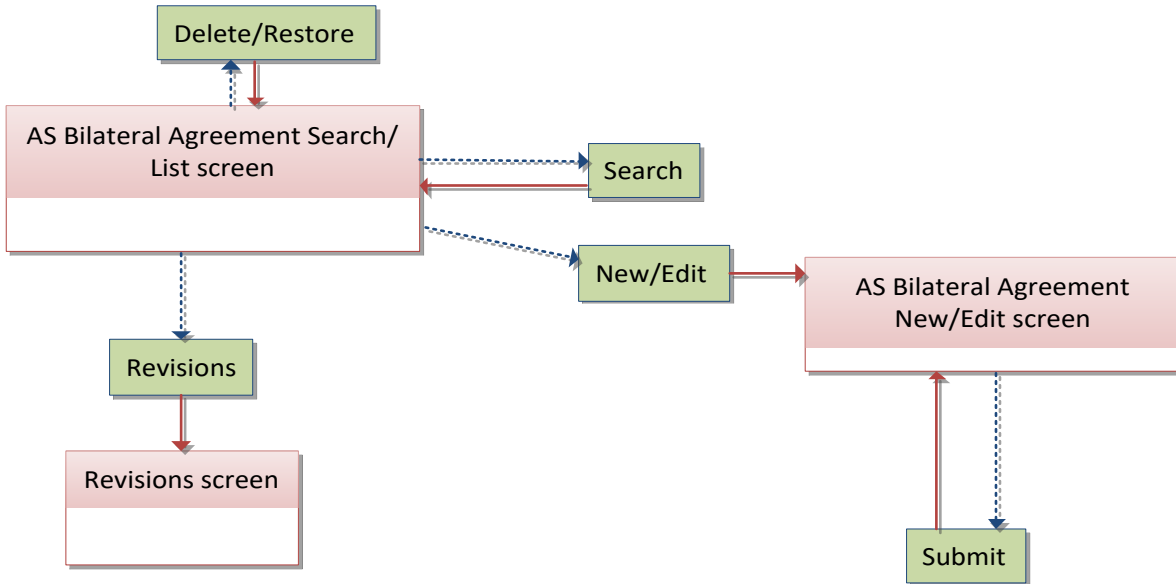 Delete/Restore
AS Bilateral Agreement Search/
List screen
Search
New/Edit
AS Bilateral Agreement
New/Edit screen
Revisions
Revisions screen
Submit